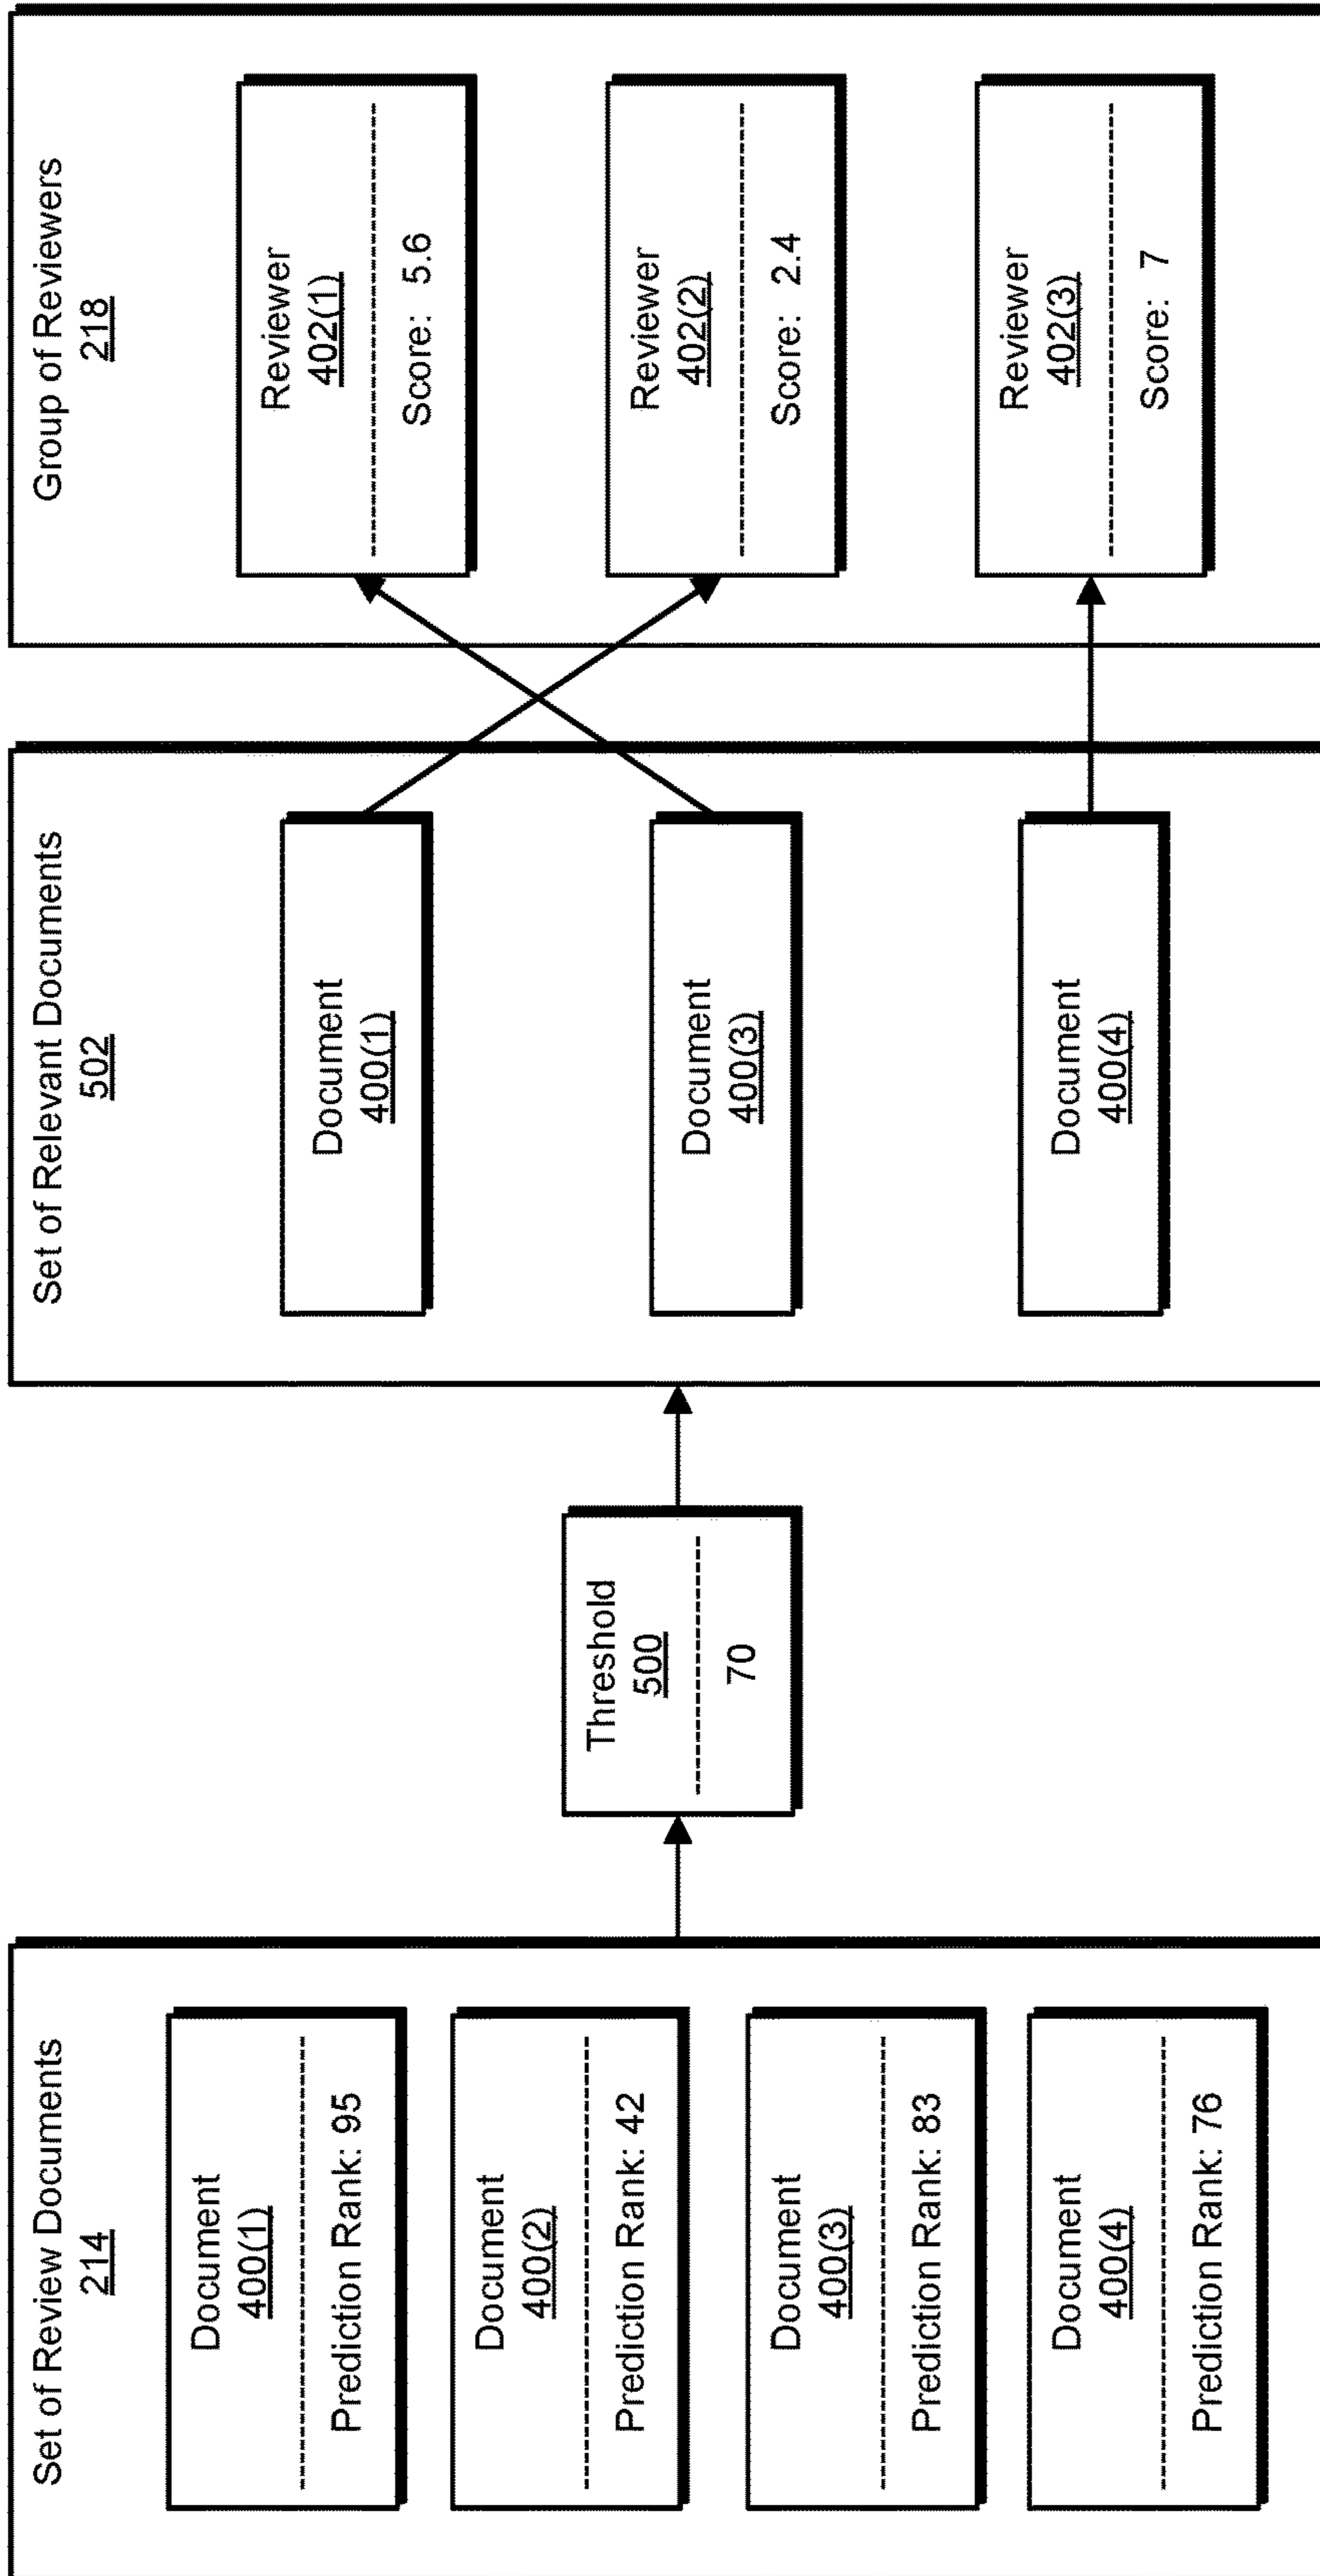 Set of Review Documents
214
Document
400(1)
Prediction Rank: 95
Document
400(2)
Prediction Rank: 42
Document
400(3)
Prediction Rank: 83
Document
400(4)
Prediction Rank: 76
Threshold
500
70
Set of Relevant Documents
502
Document
400(1)
Document
400(3)
Document
400(4)
Group of Reviewers
218
Reviewer
402(1)
Score: 5.6
Reviewer
402(2)
Score: 2.4
Reviewer
402(3)
Score: 7